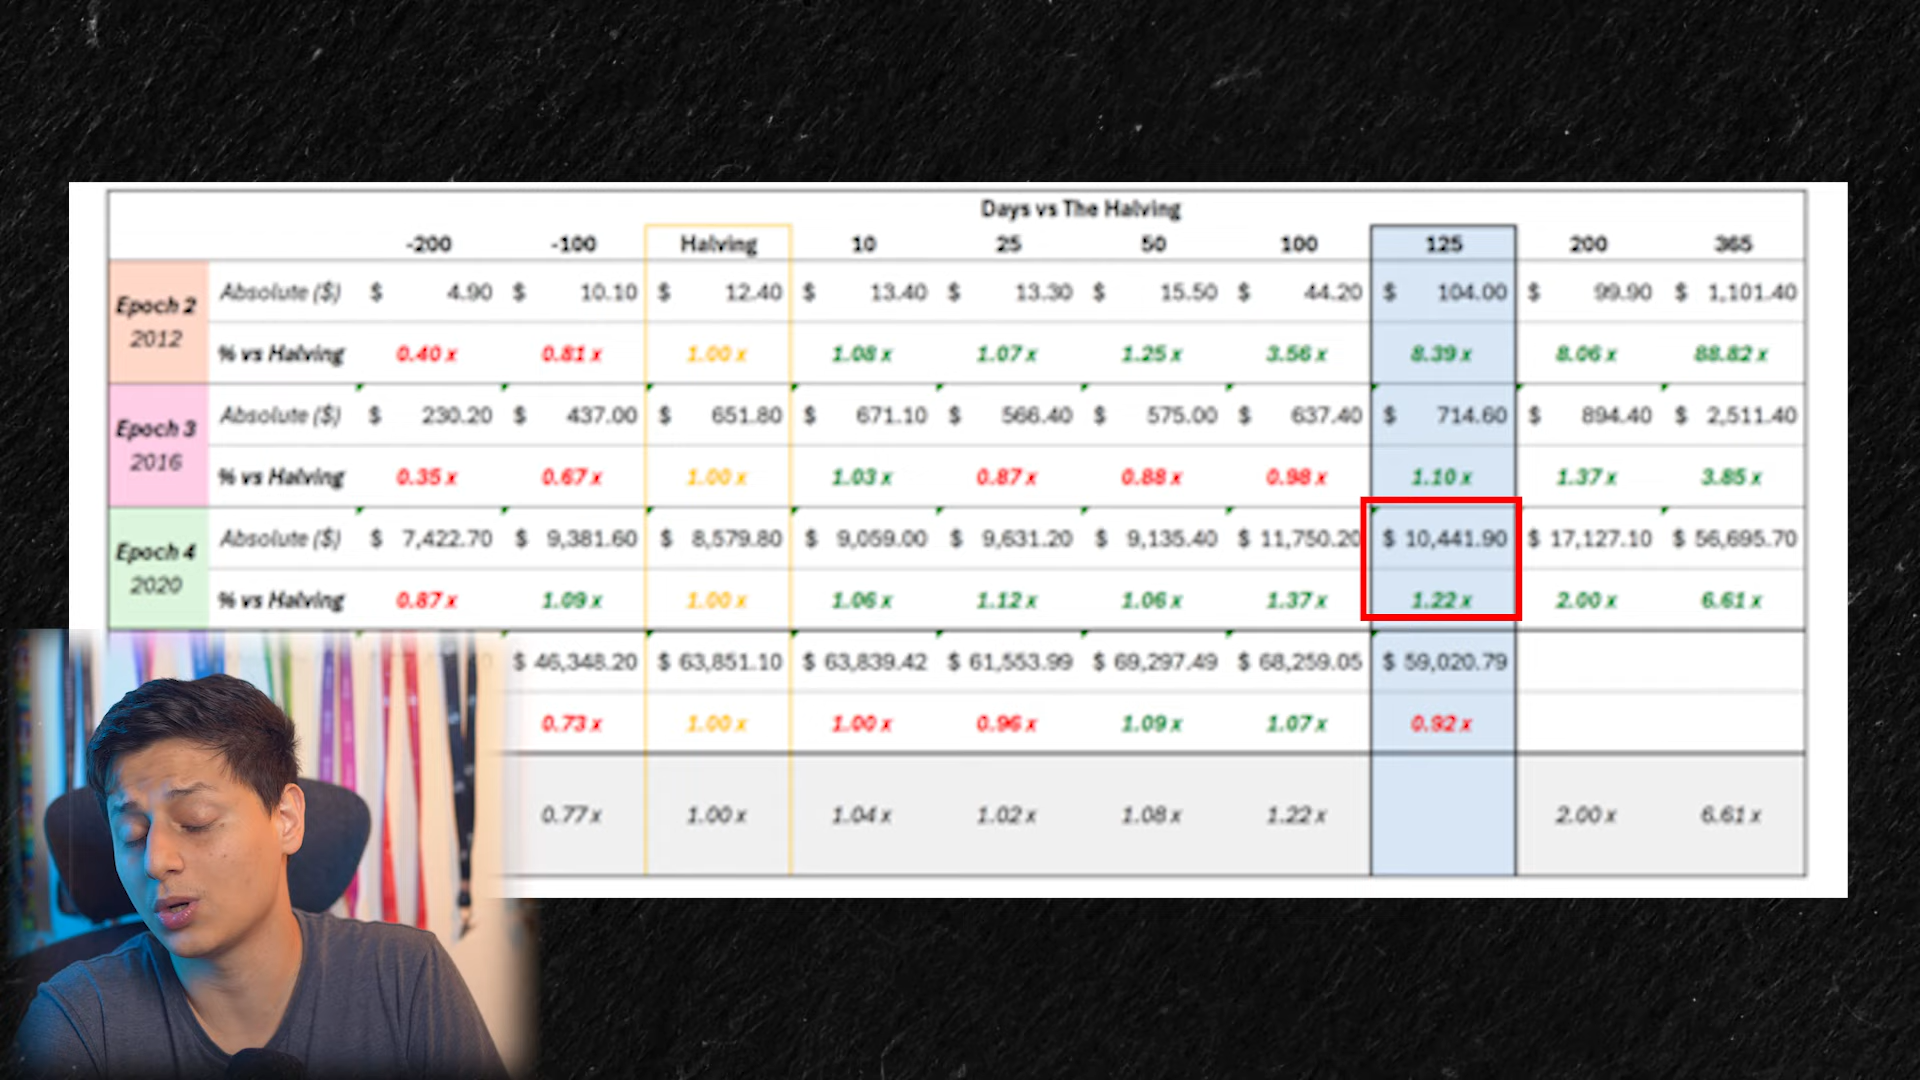 Days vs The Halving
-200 -100 Halving 10 25 50 100 125 200 365
Epoch 2
2012
Absolute ($) $ 4.90 $ 10.10 $ 12.40 $ 13.40 $ 13.30 $ 15.50 $ 44.20 $ 104.00 $ 99.90 $ 1,101.40
% vs Halving 0.40 x 0.81 x 1.00 x 1.08 x 1.07 x 1.25 x 3.56 x 8.39 x 8.06 x 88.82 x
Epoch 3
2016
Absolute ($) $ 230.20 $ 437.00 $ 651.80 $ 671.10 $ 566.40 $ 575.00 $ 637.40 $ 714.60 $ 894.40 $ 2,511.40
% vs Halving 0.35 x 0.67 x 1.00 x 1.03 x 0.87 x 0.88 x 0.98 x 1.10 x 1.37 x 3.85 x
Epoch 4
2020
Absolute ($) $ 7,422.70 $ 9,381.60 $ 8,579.80 $ 9,059.00 $ 9,631.20 $ 9,135.40 $ 11,750.20 $ 10,441.90 $ 17,127.10 $ 56,695.70
% vs Halving 0.87 x 1.09 x 1.00 x 1.06 x 1.12 x 1.06 x 1.37 x 1.22 x 2.00 x 6.61 x
$ 46,348.20 $ 63,851.10 $ 63,839.42 $ 61,553.99 $ 69,297.49 $ 68,259.05 $ 59,020.79
0.73 x 1.00 x 1.00 x 0.96 x 1.09 x 1.07 x 0.92 x
0.77 x 1.00 x 1.04 x 1.02 x 1.08 x 1.22 x 2.00 x 6.61 x